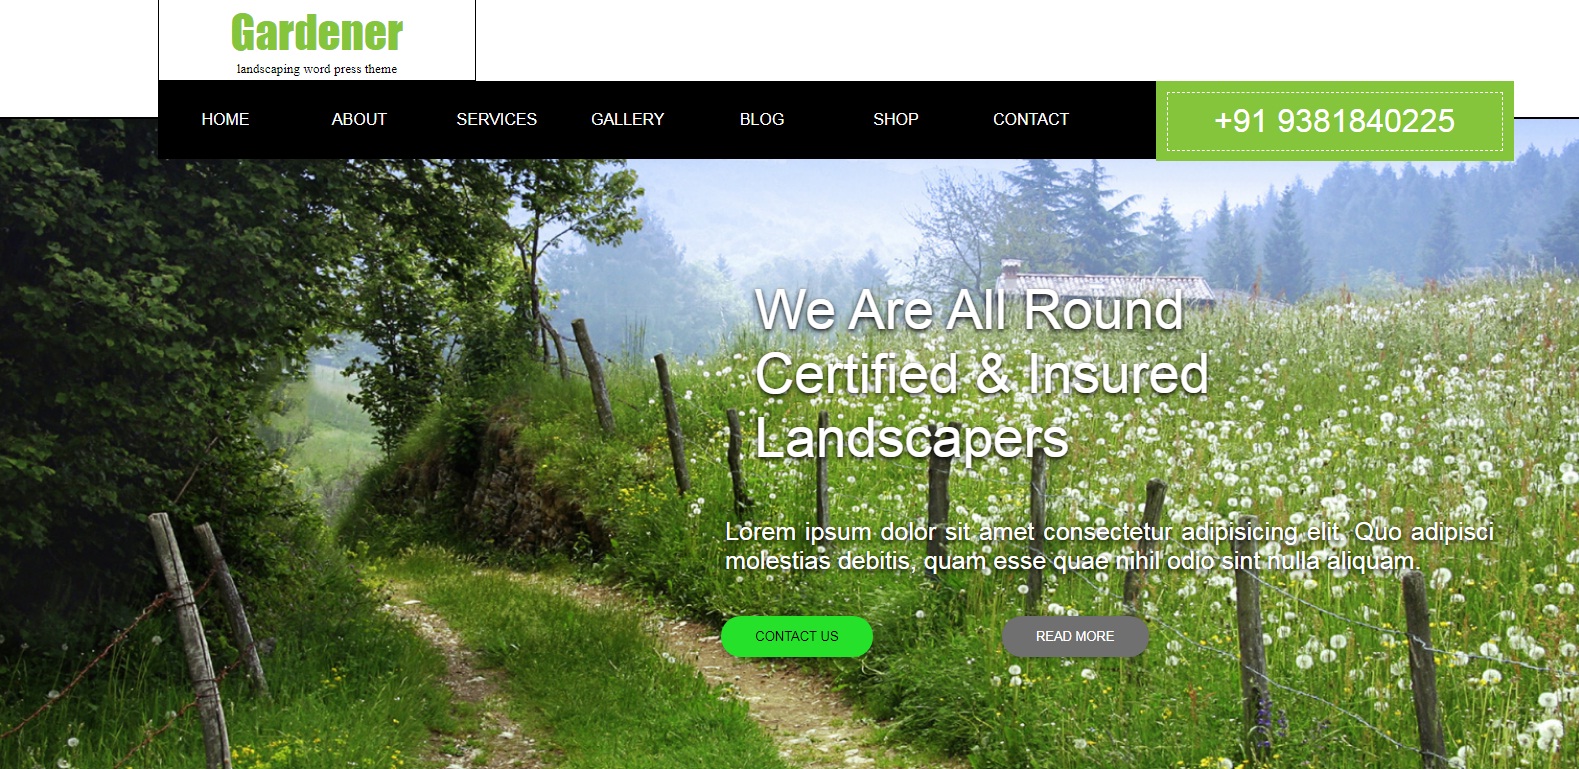 Gardener
landscaping word press theme
HOME ABOUT SERVICES GALLERY BLOG SHOP CONTACT
+91 9381840225
We Are All Round
Certified & Insured
Landscapers
Lorem ipsum dolor sit amet consectetur adipisicing elit. Quo adipisci
molestias debitis, quam esse quae nihil odio sint nulla aliquam.
CONTACT US READ MORE